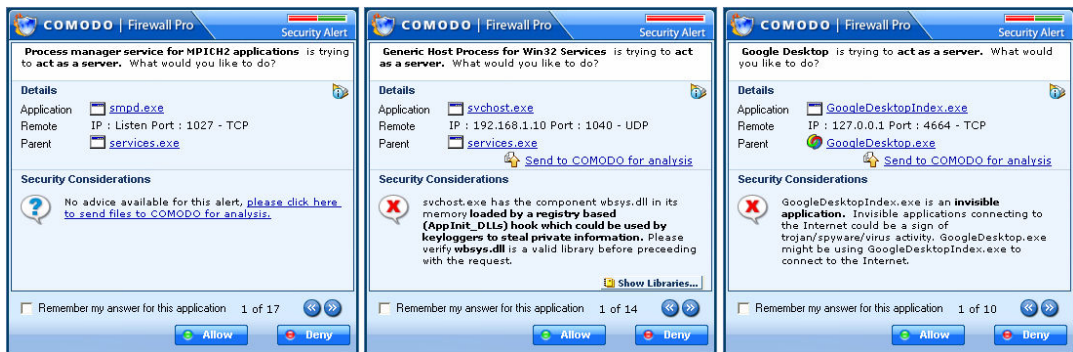 COMODO | Firewall Pro
Security Alert
Process manager service for MPICH2 applications is trying
to act as a server. What would you like to do?
Details
Application smpd.exe
Remote IP : Listen Port : 1027 - TCP
Parent services.exe
Security Considerations
No advice available for this alert, please click here
to send files to COMODO for analysis.
Remember my answer for this application 1 of 17
Allow Deny
COMODO | Firewall Pro
Security Alert
Generic Host Process for Win32 Services is trying to act
as a server. What would you like to do?
Details
Application svchost.exe
Remote IP : 192.168.1.10 Port : 1040 - UDP
Parent services.exe
Send to COMODO for analysis
Security Considerations
svchost.exe has the component wbsys.dll in its
memory loaded by a registry based
(AppInit_DLLs) hook which could be used by
keyloggers to steal private information. Please
verify wbsys.dll is a valid library before preceeding
with the request.
Show Libraries...
Remember my answer for this application 1 of 14
Allow Deny
COMODO | Firewall Pro
Security Alert
Google Desktop is trying to act as a server. What would
you like to do?
Details
Application GoogleDesktopIndex.exe
Remote IP : 127.0.0.1 Port : 4664 - TCP
Parent GoogleDesktop.exe
Send to COMODO for analysis
Security Considerations
GoogleDesktopIndex.exe is an invisible
application. Invisible applications connecting to
the Internet could be a sign of
trojan/spyware/virus activity. GoogleDesktop.exe
might be using GoogleDesktopIndex.exe to
connect to the Internet.
Remember my answer for this application 1 of 10
Allow Deny